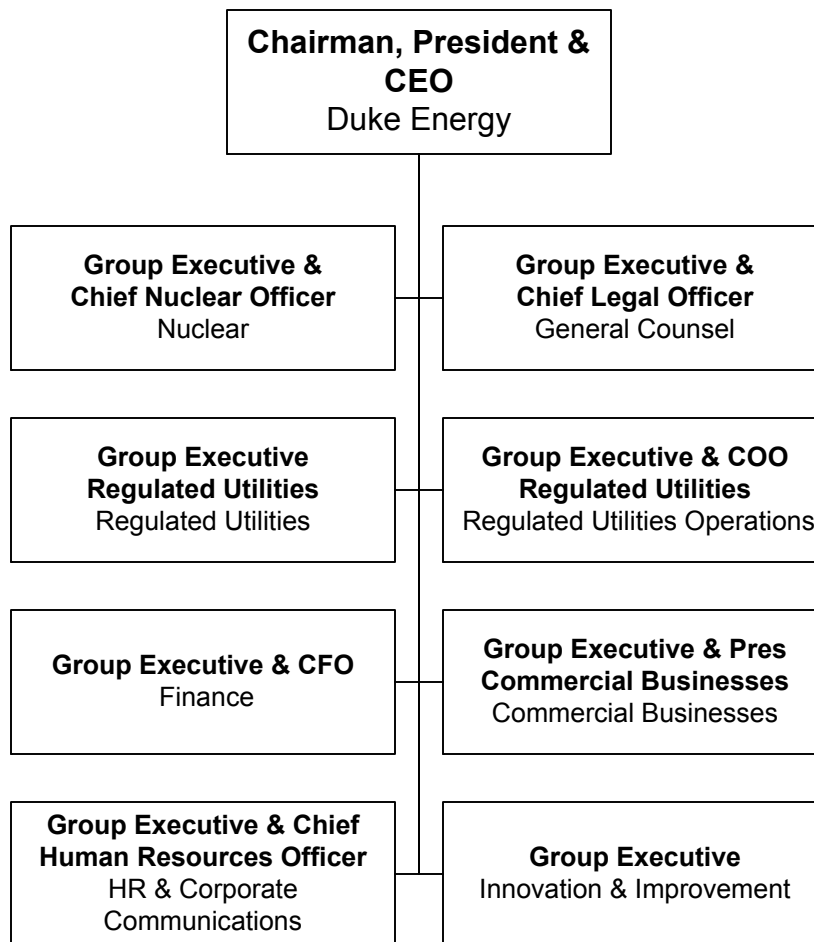 Chairman, President &
CEO
Duke Energy
Group Executive &
Chief Nuclear Officer
Nuclear
Group Executive &
Chief Legal Officer
General Counsel
Group Executive
Regulated Utilities
Regulated Utilities
Group Executive & COO
Regulated Utilities
Regulated Utilities Operations
Group Executive & CFO
Finance
Group Executive & Pres
Commercial Businesses
Commercial Businesses
Group Executive & Chief
Human Resources Officer
HR & Corporate
Communications
Group Executive
Innovation & Improvement